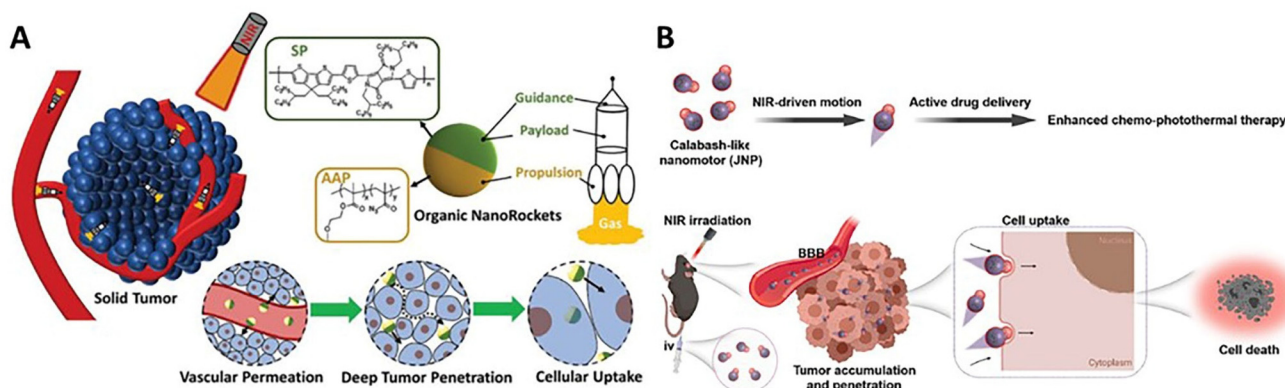 A
NIR
SP
Guidance
Payload
Propulsion
AAP
Organic NanoRockets
Gas
Solid Tumor
Vascular Permeation
Deep Tumor Penetration
Cellular Uptake
B
NIR-driven motion
Active drug delivery
Enhanced chemo-photothermal therapy
Calabash-like
nanomotor (JNP)
NIR irradiation
BBB
iv
Tumor accumulation
and penetration
Cell uptake
Nucleus
Cytoplasm
Cell death